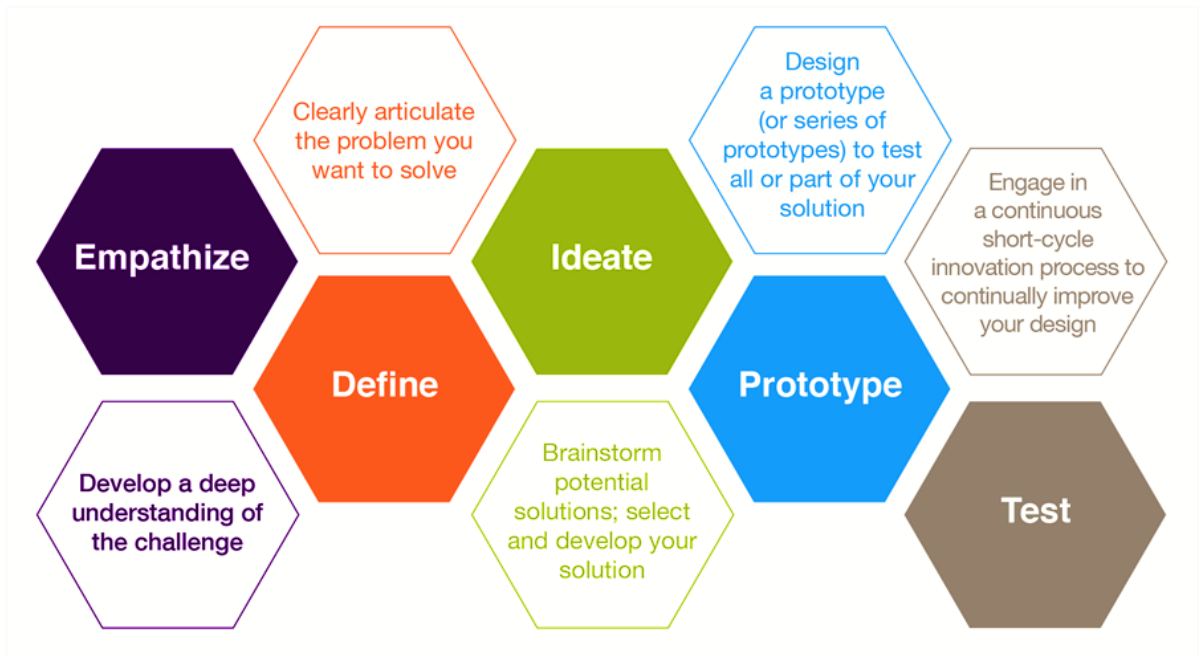 Empathize
Develop a deep
understanding of
the challenge
Clearly articulate
the problem you
want to solve
Define
Ideate
Brainstorm
potential
solutions; select
and develop your
solution
Design
a prototype
(or series of
prototypes) to test
all or part of your
solution
Prototype
Engage in
a continuous
short-cycle
innovation process to
continually improve
your design
Test